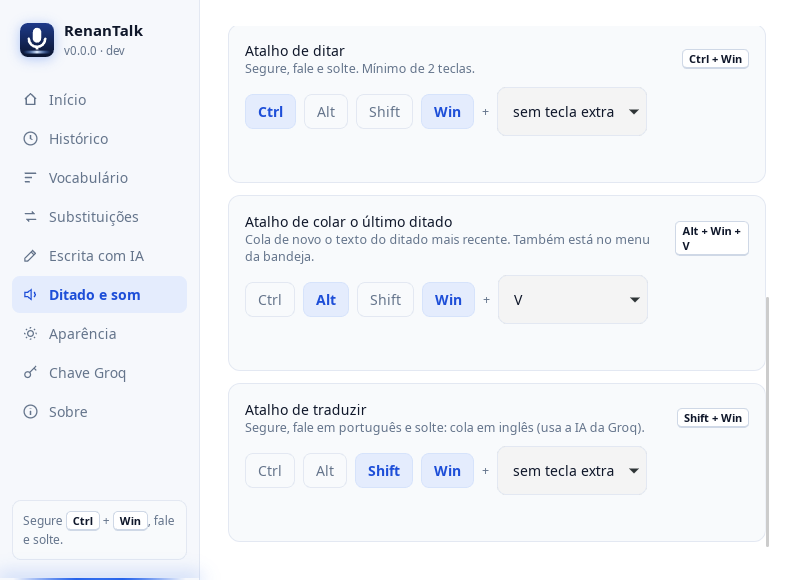 RenanTalk
v0.0.0 · dev
Início
Histórico
Vocabulário
Substituições
Escrita com IA
Ditado e som
Aparência
Chave Groq
Sobre
Segure Ctrl + Win, fale
e solte.
Atalho de ditar
Segure, fale e solte. Mínimo de 2 teclas.
Ctrl + Win
Ctrl Alt Shift Win + sem tecla extra
Atalho de colar o último ditado
Cola de novo o texto do ditado mais recente. Também está no menu
da bandeja.
Alt + Win +
V
Ctrl Alt Shift Win + V
Atalho de traduzir
Segure, fale em português e solte: cola em inglês (usa a IA da Groq).
Shift + Win
Ctrl Alt Shift Win + sem tecla extra